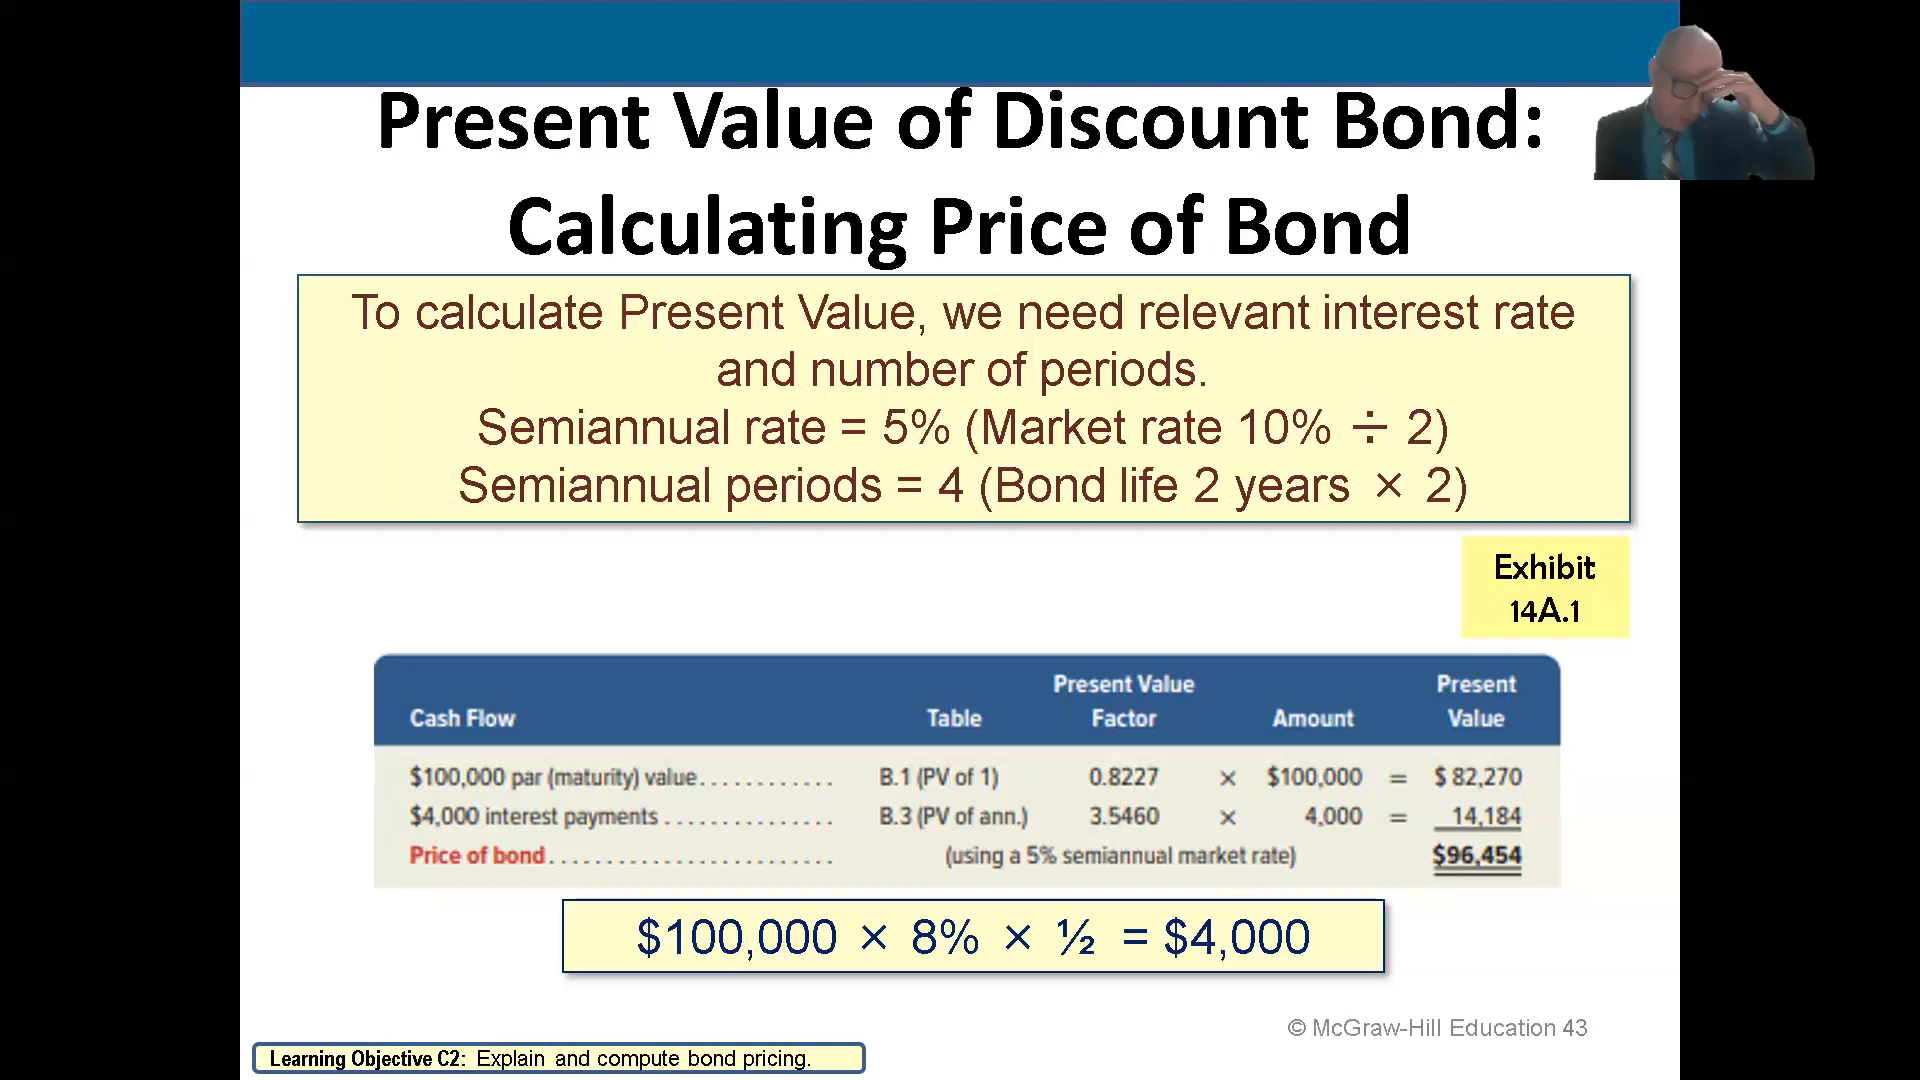 Present Value of Discount Bond:
Calculating Price of Bond
To calculate Present Value, we need relevant interest rate
and number of periods.
Semiannual rate = 5% (Market rate 10% ÷ 2)
Semiannual periods = 4 (Bond life 2 years × 2)
Exhibit
14A.1
Present Value Present
Cash Flow Table Factor Amount Value
$100,000 par (maturity) value............ B.1 (PV of 1) 0.8227 × $100,000 = $ 82,270
$4,000 interest payments ............... B.3 (PV of ann.) 3.5460 × 4,000 = 14,184
Price of bond......................... (using a 5% semiannual market rate) $96,454
$100,000 × 8% × ½ = $4,000
© McGraw-Hill Education 43
Learning Objective C2: Explain and compute bond pricing.